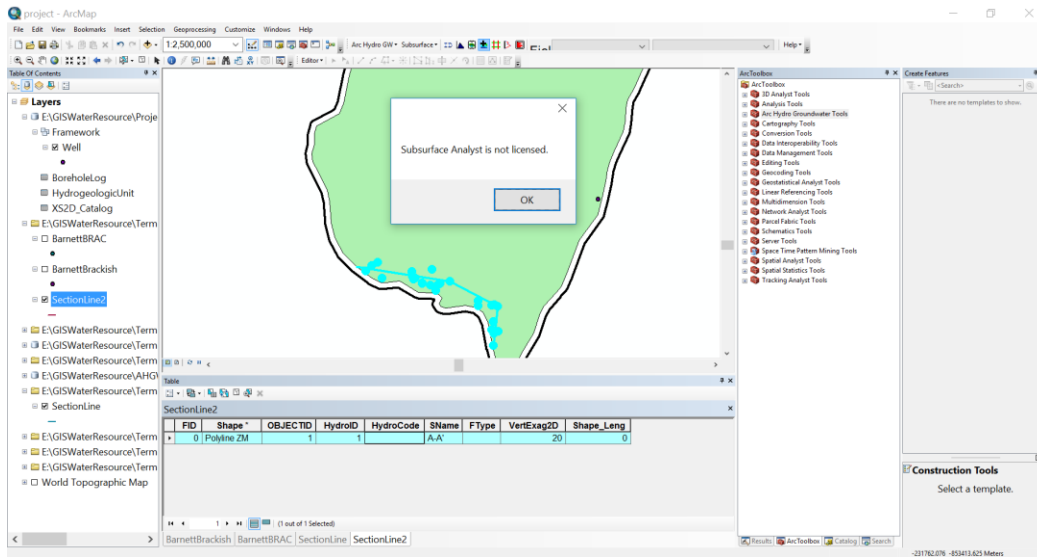 project - ArcMap
File Edit View Bookmarks Insert Selection Geoprocessing Customize Windows Help
1:2,500,000 Arc Hydro GW Subsurface Help
Editor
Table Of Contents
Layers
E:\GISWaterResource\Proje
Framework
Well
BoreholeLog
HydrogeologicUnit
XS2D_Catalog
E:\GISWaterResource\Term
BarnettBRAC
BarnettBrackish
SectionLine2
E:\GISWaterResource\Term
E:\GISWaterResource\Term
E:\GISWaterResource\Term
E:\GISWaterResource\AHGW
E:\GISWaterResource\Term
SectionLine
E:\GISWaterResource\Term
E:\GISWaterResource\Term
E:\GISWaterResource\Term
World Topographic Map
Subsurface Analyst is not licensed.
OK
Table
SectionLine2
FID Shape * OBJECTID HydroID HydroCode SName FType VertExag2D Shape_Leng
0 Polyline ZM 1 1 A-A' 20 0
1 (1 out of 1 Selected)
BarnettBrackish BarnettBRAC SectionLine SectionLine2
ArcToolbox
ArcToolbox
3D Analyst Tools
Analysis Tools
Arc Hydro Groundwater Tools
Cartography Tools
Conversion Tools
Data Interoperability Tools
Data Management Tools
Editing Tools
Geocoding Tools
Geostatistical Analyst Tools
Linear Referencing Tools
Multidimension Tools
Network Analyst Tools
Parcel Fabric Tools
Schematics Tools
Server Tools
Space Time Pattern Mining Tools
Spatial Analyst Tools
Spatial Statistics Tools
Tracking Analyst Tools
Results ArcToolbox Catalog Search
Create Features
<Search>
There are no templates to show.
Construction Tools
Select a template.
-231762.076 -853413.625 Meters